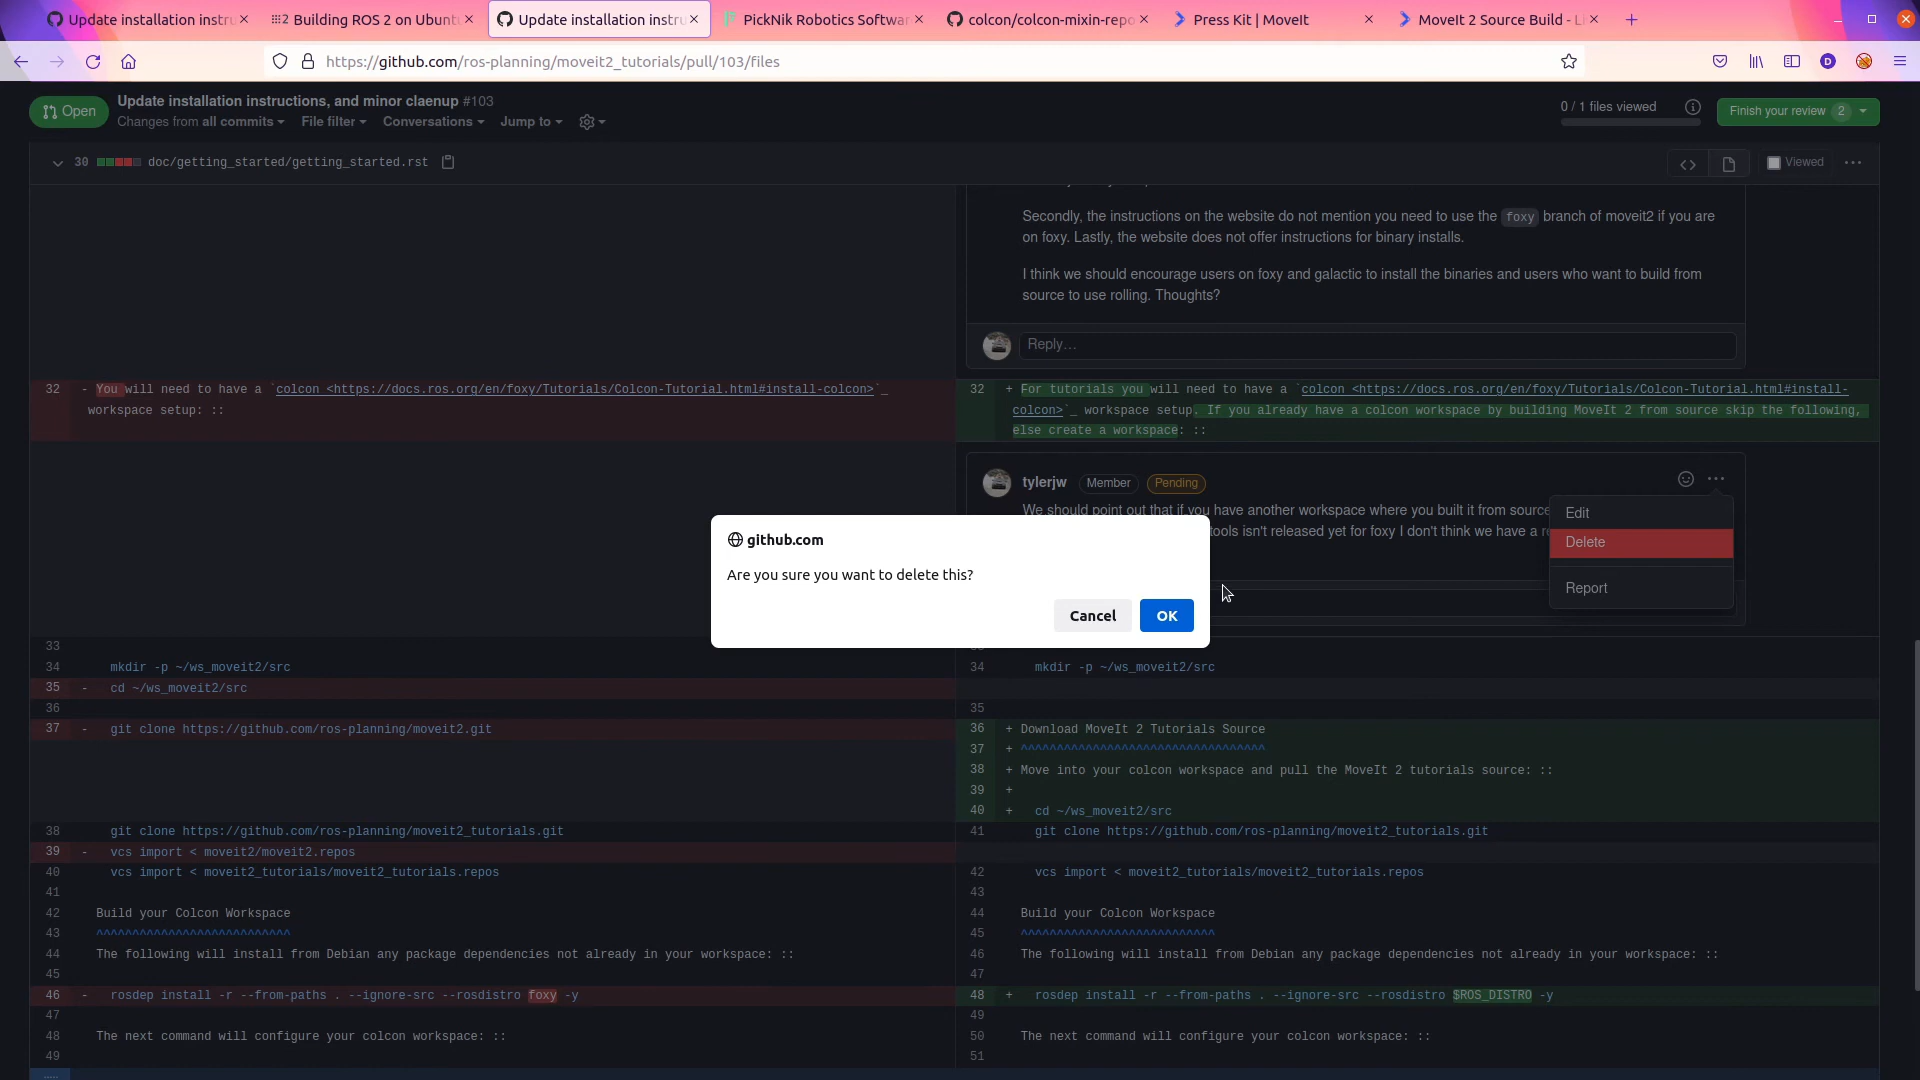 Update installation instru
Building ROS 2 on Ubunt
Update installation instru
PickNik Robotics Softwar
colcon/colcon-mixin-repo
Press Kit | MoveIt
MoveIt 2 Source Build - Li
https://github.com/ros-planning/moveit2_tutorials/pull/103/files
D
Open
Update installation instructions, and minor claenup #103
Changes from all commits
File filter
Conversations
Jump to
0 / 1 files viewed
Finish your review 2
30 doc/getting_started/getting_started.rst
Viewed
Secondly, the instructions on the website do not mention you need to use the foxy branch of moveit2 if you are
on foxy. Lastly, the website does not offer instructions for binary installs.
I think we should encourage users on foxy and galactic to install the binaries and users who want to build from
source to use rolling. Thoughts?
Reply…
32 - You will need to have a `colcon <https://docs.ros.org/en/foxy/Tutorials/Colcon-Tutorial.html#install-colcon>`_
workspace setup: ::
32 + For tutorials you will need to have a `colcon <https://docs.ros.org/en/foxy/Tutorials/Colcon-Tutorial.html#install-
colcon>`_ workspace setup. If you already have a colcon workspace by building MoveIt 2 from source skip the following,
else create a workspace: ::
tylerjw Member Pending
We should point out that if you have another workspace where you built it from source
tools isn't released yet for foxy I don't think we have a re
Edit
Delete
Report
github.com
Are you sure you want to delete this?
Cancel
OK
33
34 mkdir -p ~/ws_moveit2/src
34 mkdir -p ~/ws_moveit2/src
35 - cd ~/ws_moveit2/src
36
35
37 - git clone https://github.com/ros-planning/moveit2.git
36 + Download MoveIt 2 Tutorials Source
37 + ^^^^^^^^^^^^^^^^^^^^^^^^^^^^^^^^^^
38 + Move into your colcon workspace and pull the MoveIt 2 tutorials source: ::
39 +
40 + cd ~/ws_moveit2/src
38 git clone https://github.com/ros-planning/moveit2_tutorials.git
41 git clone https://github.com/ros-planning/moveit2_tutorials.git
39 - vcs import < moveit2/moveit2.repos
40 vcs import < moveit2_tutorials/moveit2_tutorials.repos
42 vcs import < moveit2_tutorials/moveit2_tutorials.repos
41
43
42 Build your Colcon Workspace
44 Build your Colcon Workspace
43 ^^^^^^^^^^^^^^^^^^^^^^^^^^^
45 ^^^^^^^^^^^^^^^^^^^^^^^^^^^
44 The following will install from Debian any package dependencies not already in your workspace: ::
46 The following will install from Debian any package dependencies not already in your workspace: ::
45
47
46 - rosdep install -r --from-paths . --ignore-src --rosdistro foxy -y
48 + rosdep install -r --from-paths . --ignore-src --rosdistro $ROS_DISTRO -y
47
49
48 The next command will configure your colcon workspace: ::
50 The next command will configure your colcon workspace: ::
49
51